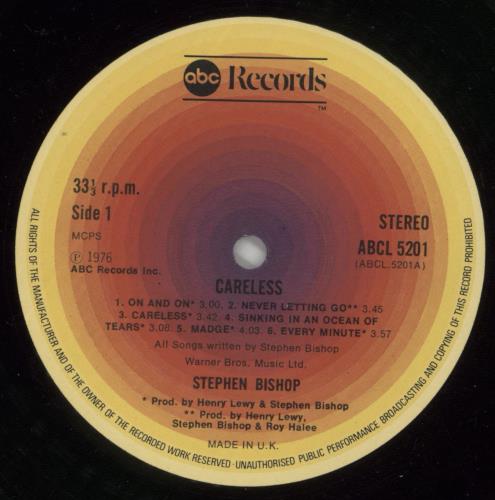 abc Records
TM
33⅓ r.p.m.
Side 1
MCPS
℗ 1976
ABC Records Inc.
STEREO
ABCL 5201
(ABCL.5201A)
CARELESS
1. ON AND ON* 3.00. 2. NEVER LETTING GO** 3.45
3. CARELESS* 3.42. 4. SINKING IN AN OCEAN OF
TEARS* 3.08. 5. MADGE* 4.03. 6. EVERY MINUTE* 3.57
All Songs written by Stephen Bishop
Warner Bros. Music Ltd.
STEPHEN BISHOP
* Prod. by Henry Lewy & Stephen Bishop
** Prod. by Henry Lewy,
Stephen Bishop & Roy Halee
MADE IN U.K.
ALL RIGHTS OF THE MANUFACTURER AND OF THE OWNER OF THE RECORDED WORK RESERVED · UNAUTHORISED PUBLIC PERFORMANCE BROADCASTING AND COPYING OF THIS RECORD PROHIBITED